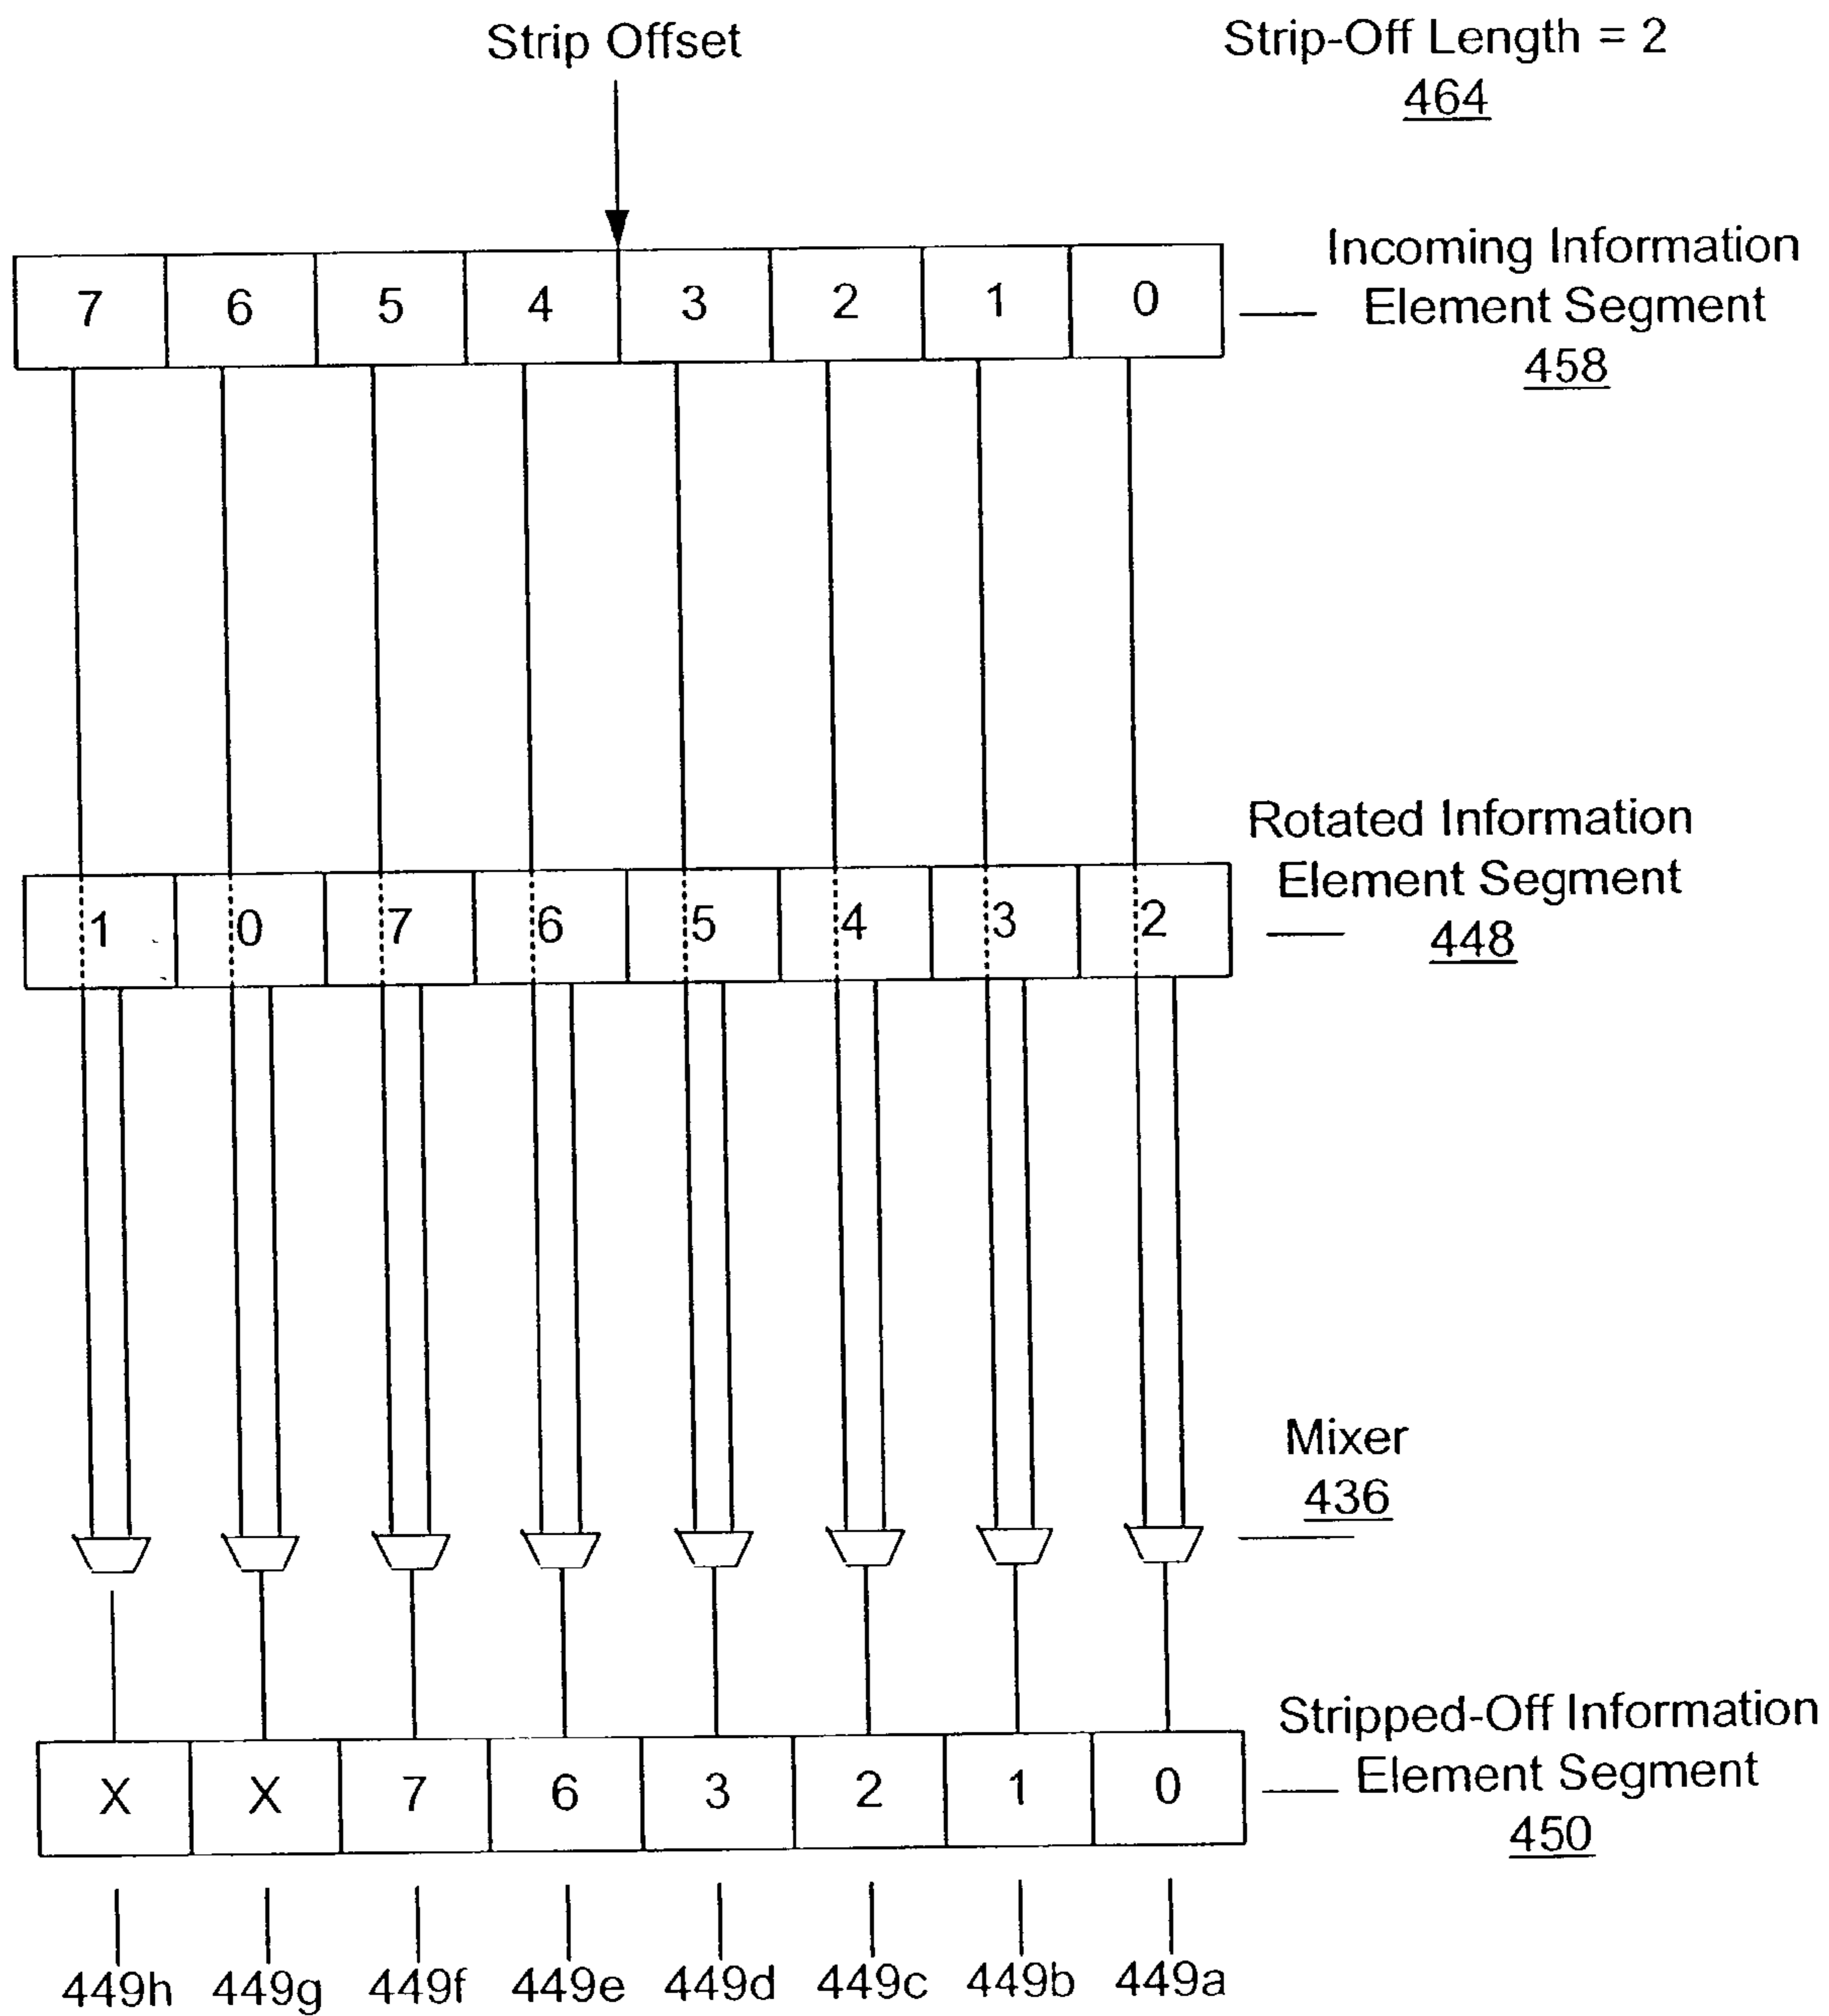 Strip Offset
Strip-Off Length = 2
464
7 6 5 4 3 2 1 0
Incoming Information
Element Segment
458
1 0 7 6 5 4 3 2
Rotated Information
Element Segment
448
Mixer
436
X X 7 6 3 2 1 0
Stripped-Off Information
Element Segment
450
449h 449g 449f 449e 449d 449c 449b 449a